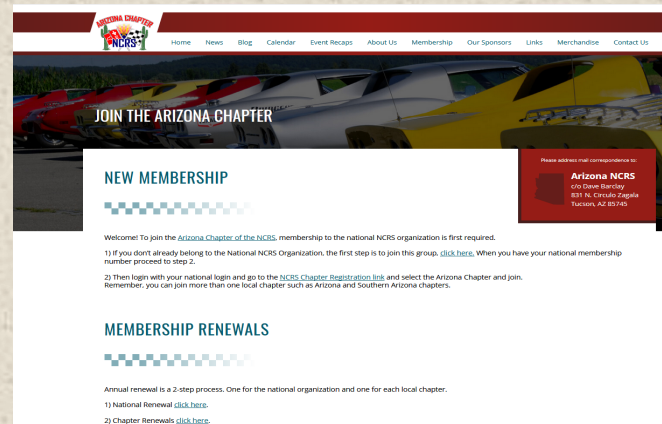 ARIZONA CHAPTER
NCRS
Home News Blog Calendar Event Recaps About Us Membership Our Sponsors Links Merchandise Contact Us
JOIN THE ARIZONA CHAPTER
Please address mail correspondence to:
Arizona NCRS
c/o Dave Barclay
831 N. Circulo Zagala
Tucson, AZ 85745
NEW MEMBERSHIP
Welcome! To join the Arizona Chapter of the NCRS, membership to the national NCRS organization is first required.
1) If you don't already belong to the National NCRS Organization, the first step is to join this group, click here. When you have your national membership
number proceed to step 2.
2) Then login with your national login and go to the NCRS Chapter Registration link and select the Arizona Chapter and join.
Remember, you can join more than one local chapter such as Arizona and Southern Arizona chapters.
MEMBERSHIP RENEWALS
Annual renewal is a 2-step process. One for the national organization and one for each local chapter.
1) National Renewal click here.
2) Chapter Renewals click here.